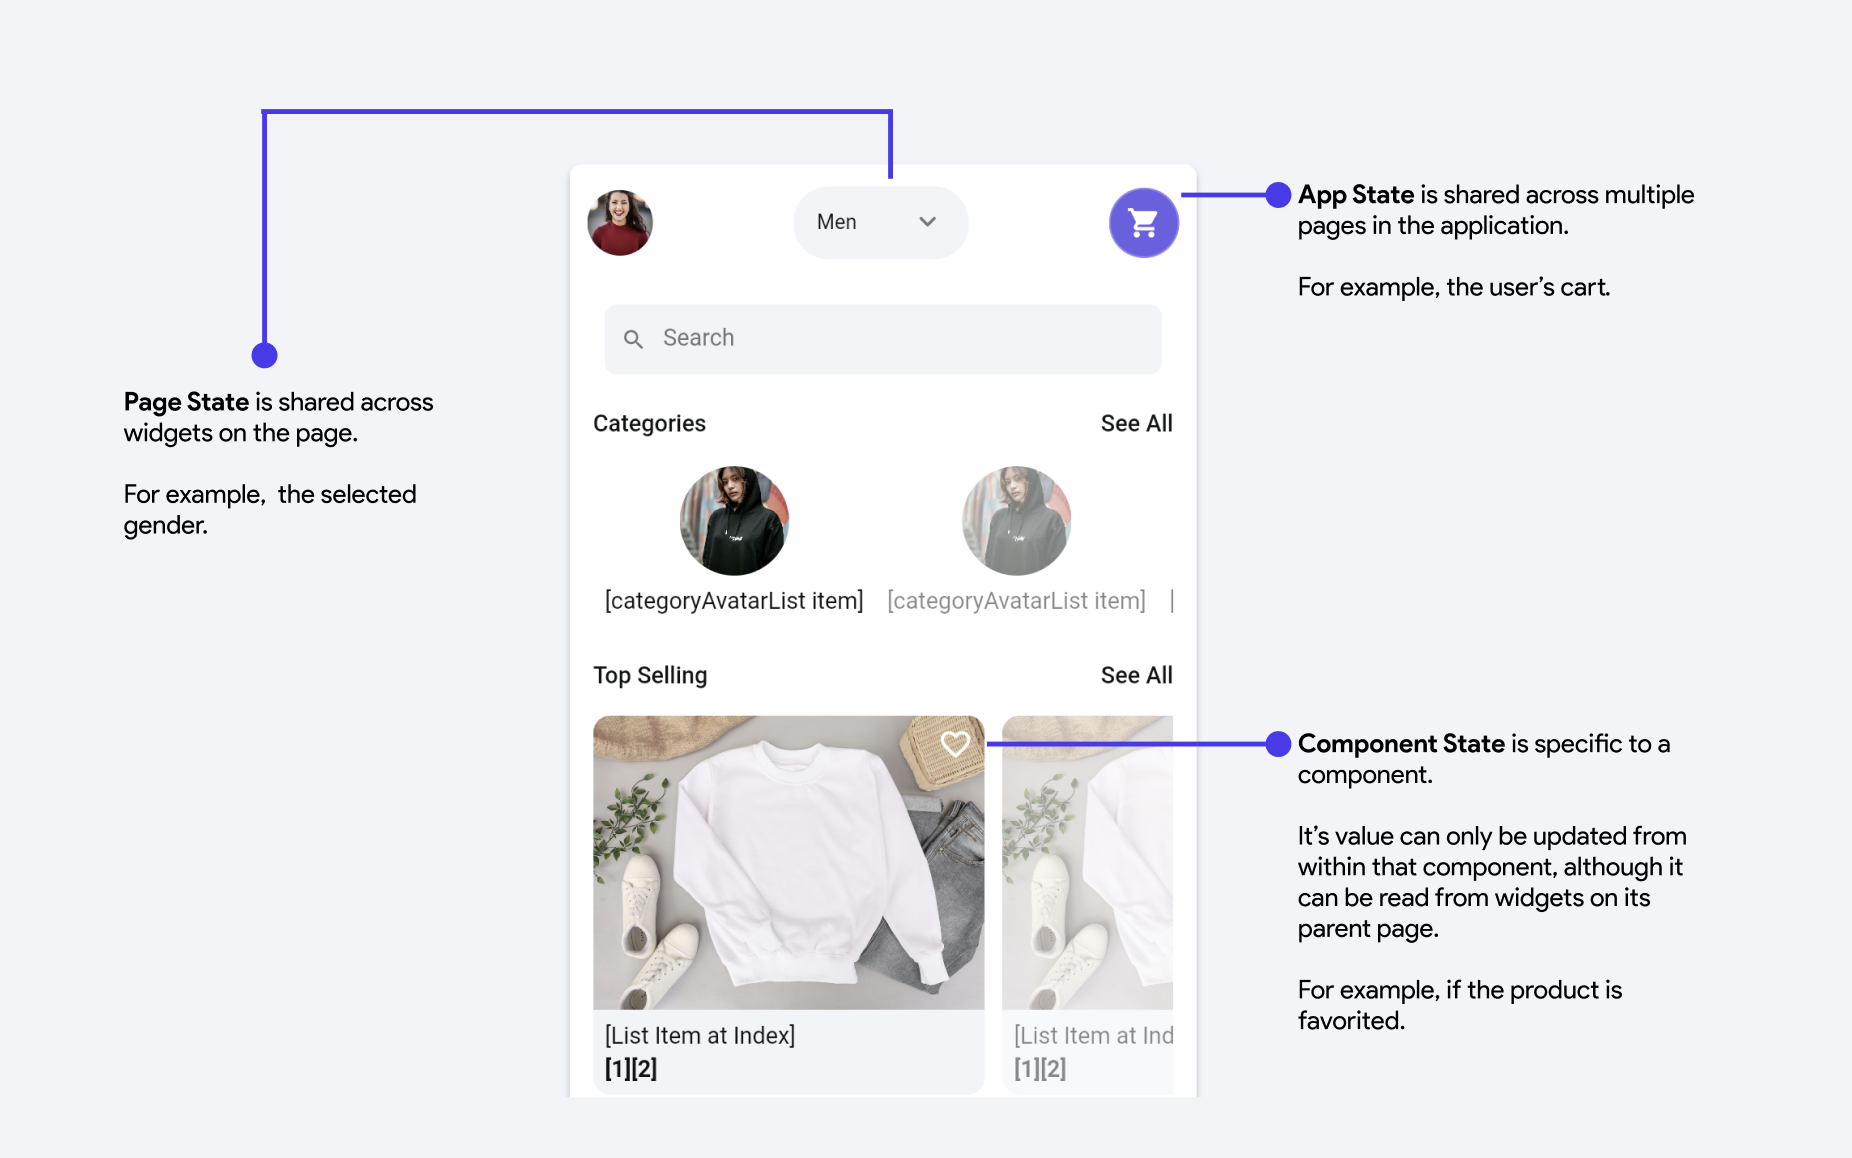 Men
App State is shared across multiple
pages in the application.
For example, the user's cart.
Search
Page State is shared across
widgets on the page.
For example,  the selected
gender.
Categories
See All
[categoryAvatarList item]
[categoryAvatarList item]
[
Top Selling
See All
Component State is specific to a
component.
It's value can only be updated from
within that component, although it
can be read from widgets on its
parent page.
For example, if the product is
favorited.
[List Item at Index]
[1][2]
[List Item at Ind
[1][2]